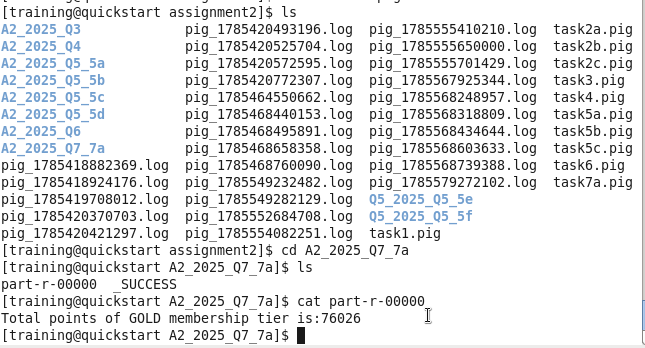 [training@quickstart assignment2]$ ls
A2_2025_Q3 pig_1785420493196.log pig_1785555410210.log task2a.pig
A2_2025_Q4 pig_1785420525704.log pig_1785555650000.log task2b.pig
A2_2025_Q5_5a pig_1785420572595.log pig_1785555701429.log task2c.pig
A2_2025_Q5_5b pig_1785420772307.log pig_1785567925344.log task3.pig
A2_2025_Q5_5c pig_1785464550662.log pig_1785568248957.log task4.pig
A2_2025_Q5_5d pig_1785468440153.log pig_1785568318809.log task5a.pig
A2_2025_Q6 pig_1785468495891.log pig_1785568434644.log task5b.pig
A2_2025_Q7_7a pig_1785468658358.log pig_1785568603633.log task5c.pig
pig_1785418882369.log pig_1785468760090.log pig_1785568739388.log task6.pig
pig_1785418924176.log pig_1785549232482.log pig_1785579272102.log task7a.pig
pig_1785419708012.log pig_1785549282129.log Q5_2025_Q5_5e
pig_1785420370703.log pig_1785552684708.log Q5_2025_Q5_5f
pig_1785420421297.log pig_1785554082251.log task1.pig
[training@quickstart assignment2]$ cd A2_2025_Q7_7a
[training@quickstart A2_2025_Q7_7a]$ ls
part-r-00000 _SUCCESS
[training@quickstart A2_2025_Q7_7a]$ cat part-r-00000
Total points of GOLD membership tier is:76026
[training@quickstart A2_2025_Q7_7a]$